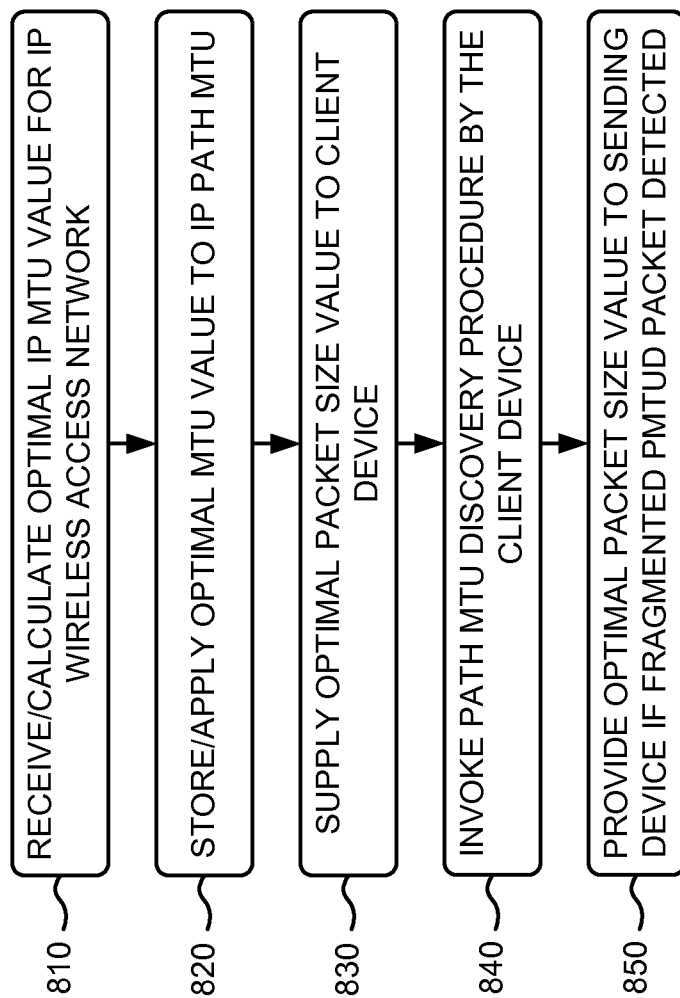 810
RECEIVE/CALCULATE OPTIMAL IP MTU VALUE FOR IP
WIRELESS ACCESS NETWORK
820
STORE/APPLY OPTIMAL MTU VALUE TO IP PATH MTU
830
SUPPLY OPTIMAL PACKET SIZE VALUE TO CLIENT
DEVICE
840
INVOKE PATH MTU DISCOVERY PROCEDURE BY THE
CLIENT DEVICE
850
PROVIDE OPTIMAL PACKET SIZE VALUE TO SENDING
DEVICE IF FRAGMENTED PMTUD PACKET DETECTED